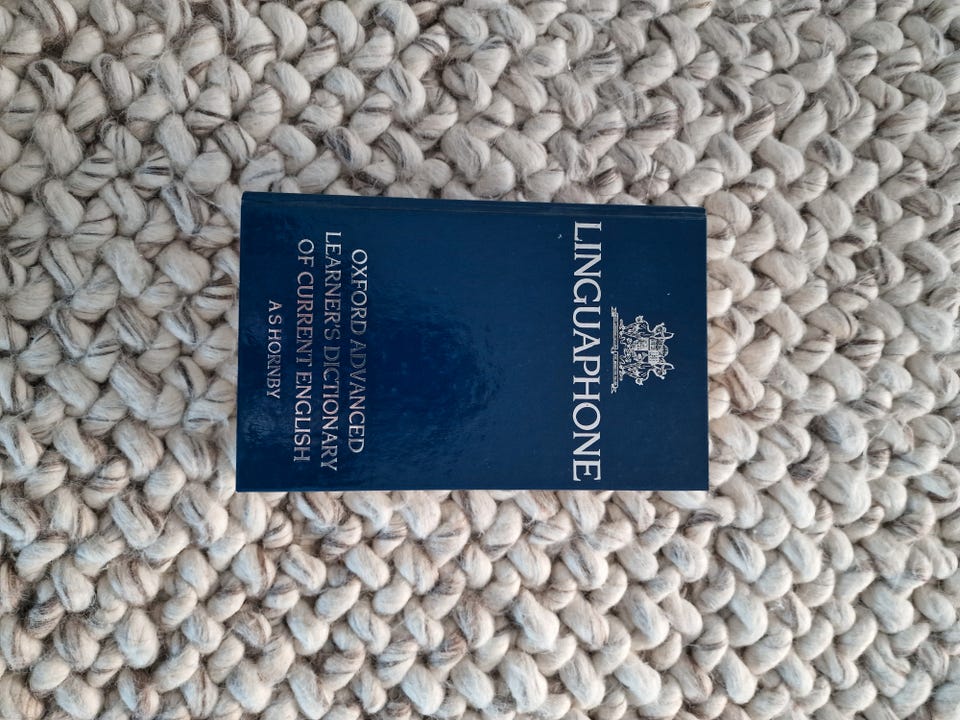 LINGUAPHONE
OXFORD ADVANCED
LEARNER'S DICTIONARY
OF CURRENT ENGLISH
A S HORNBY